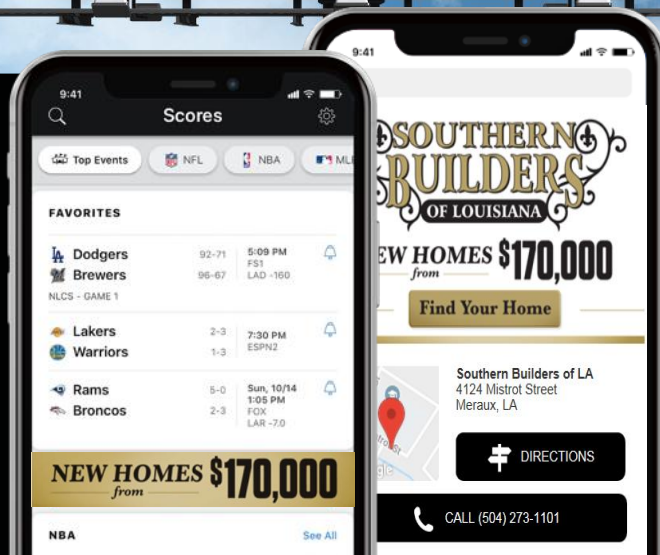 9:41
Scores
Top Events
NFL
NBA
ML
FAVORITES
Dodgers 92-71 5:09 PM
Brewers 96-67 FS1
LAD -160
NLCS - GAME 1
Lakers 2-3 7:30 PM
Warriors 1-3 ESPN2
Rams 5-0 Sun, 10/14
1:05 PM
Broncos 2-3 FOX
LAR -7.0
NEW HOMES from $170,000
NBA See All
9:41
SOUTHERN
BUILDERS
OF LOUISIANA
EW HOMES from $170,000
Find Your Home
Southern Builders of LA
4124 Mistrot Street
Meraux, LA
DIRECTIONS
CALL (504) 273-1101